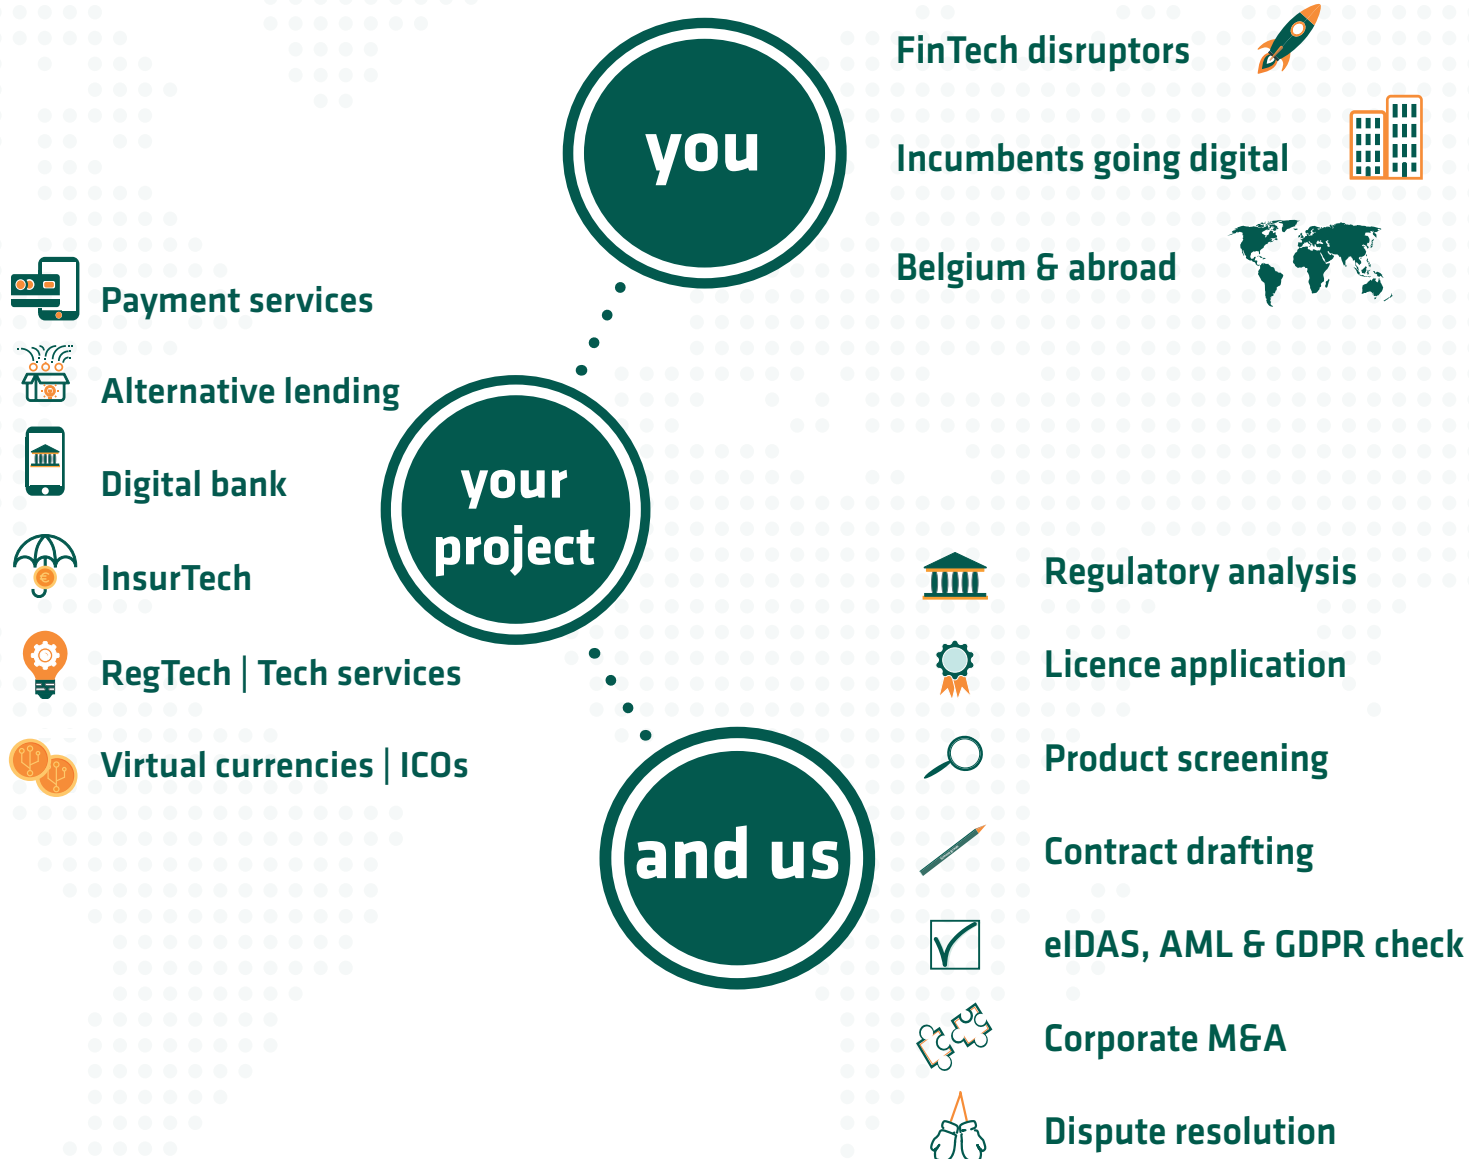 you
FinTech disruptors
Incumbents going digital
Belgium & abroad
your
project
Payment services
Alternative lending
Digital bank
InsurTech
RegTech | Tech services
Virtual currencies | ICOs
and us
Regulatory analysis
Licence application
Product screening
Contract drafting
eIDAS, AML & GDPR check
Corporate M&A
Dispute resolution